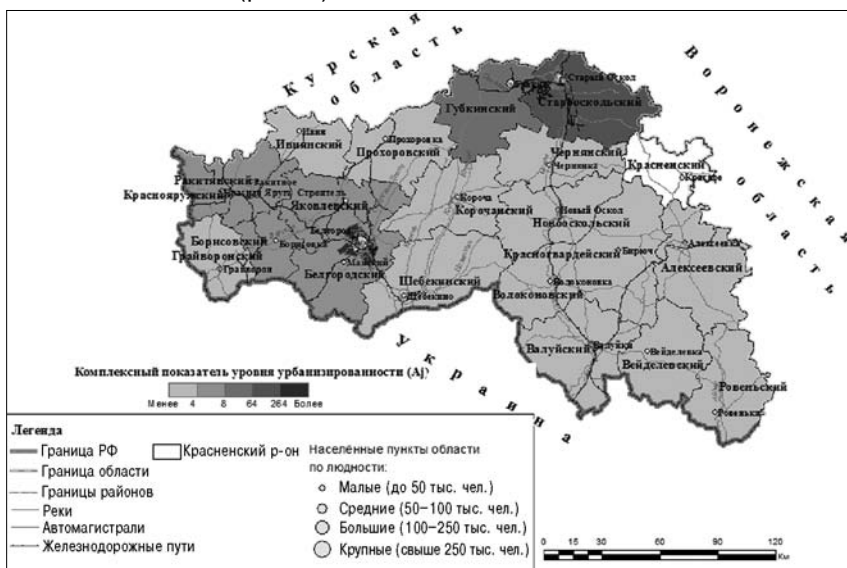 Курская
область
Воронежская
область
Украина
Старый Оскол
Губкинский
Старооскольский
Ивня
Ивнянский
Прохоровка
Прохоровский
Чернянский
Чернянка
Красненский
Красное
Ракитянский
Краснояружский
Строитель
Яковлевский
Короча
Корочанский
Новый Оскол
Новооскольский
Белгород
Борисовка
Борисовский
Грайворонский
Грайворон
Майский
Белгородский
Красногвардейский
Бирюч
Алексеевка
Алексеевский
Шебекинский
Шебекино
Волоконовка
Волоконовский
Валуйский
Валуйки
Вейделевка
Вейделевский
Ровеньский
Ровеньки
Комплексный показатель уровня урбанизированности (Aj)
Менее 4 8 64 264 Более
Легенда
Граница РФ
Красненский р-он
Граница области
Границы районов
Реки
Автомагистрали
Железнодорожные пути
Населённые пункты области
по людности:
Малые (до 50 тыс. чел.)
Средние (50–100 тыс. чел.)
Большие (100–250 тыс. чел.)
Крупные (свыше 250 тыс. чел.)
0 30 60 90 120
Км